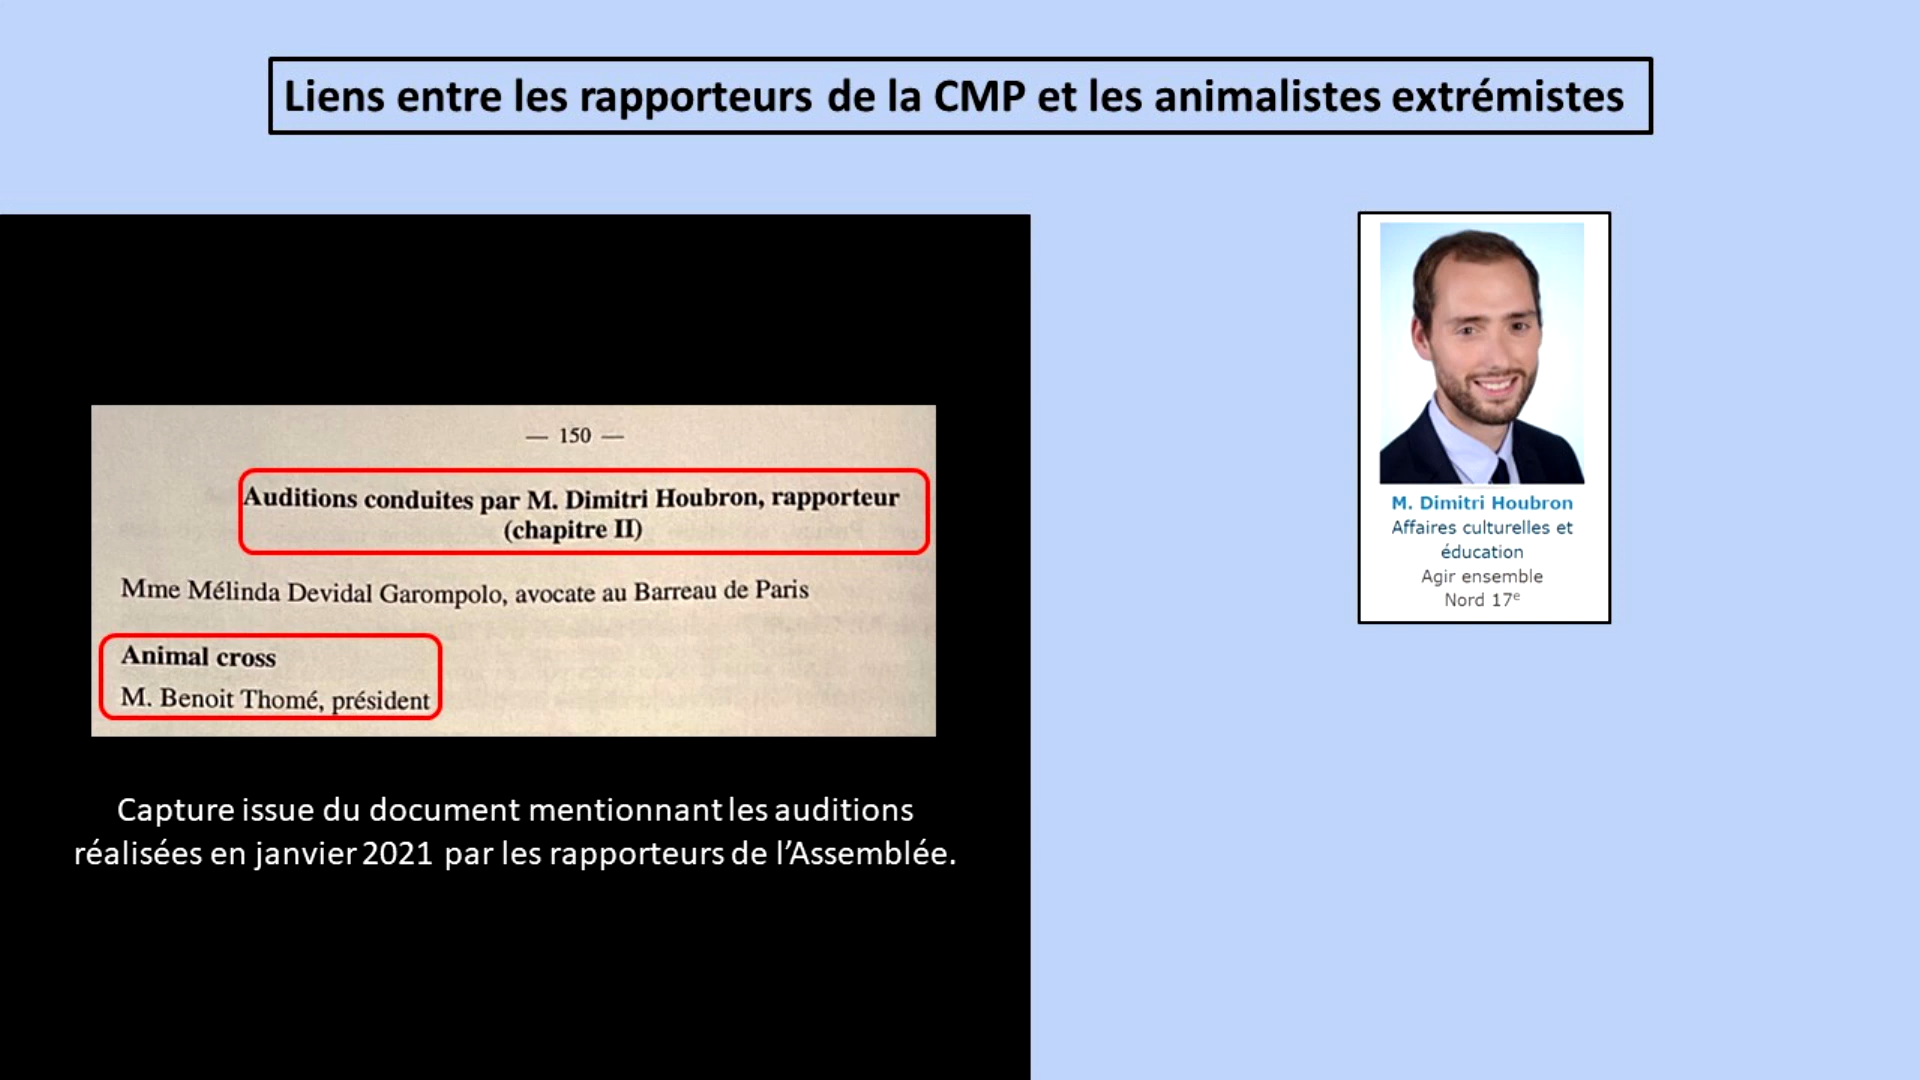 Liens entre les rapporteurs de la CMP et les animalistes extrémistes
— 150 —
Auditions conduites par M. Dimitri Houbron, rapporteur
(chapitre II)
Mme Mélinda Devidal Garompolo, avocate au Barreau de Paris
Animal cross
M. Benoit Thomé, président
Capture issue du document mentionnant les auditions
réalisées en janvier 2021 par les rapporteurs de l’Assemblée.
M. Dimitri Houbron
Affaires culturelles et
éducation
Agir ensemble
Nord 17e